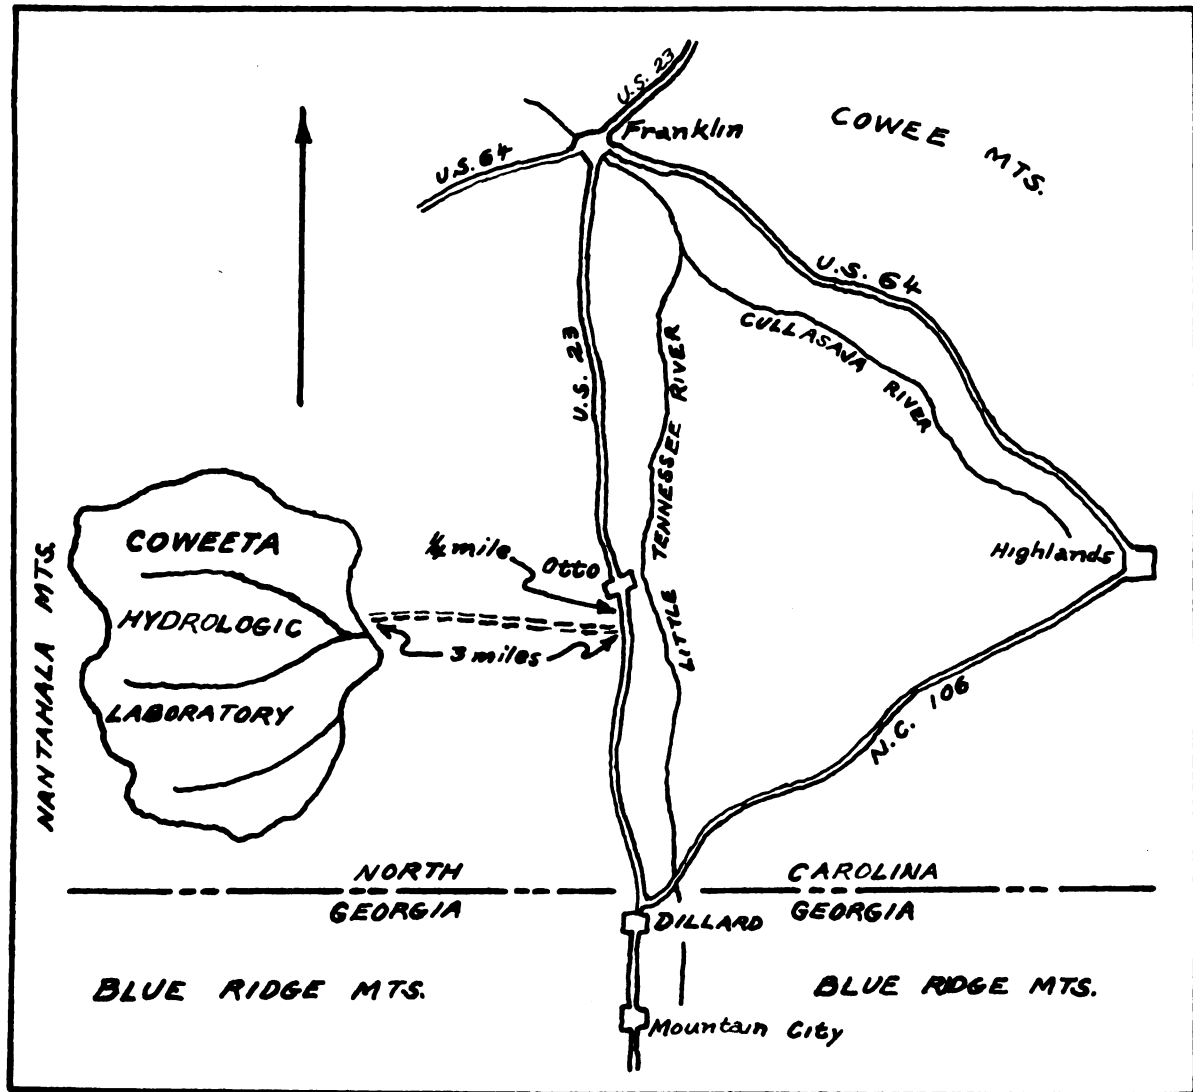 U.S. 23
Franklin
COWEE MTS.
U.S. 64
U.S. 64
CULLASAJA RIVER
U.S. 23
LITTLE TENNESSEE RIVER
COWEETA
HYDROLOGIC
LABORATORY
NANTAHALA MTS.
¼ mile
Otto
3 miles
Highlands
N.C. 106
NORTH CAROLINA
GEORGIA GEORGIA
DILLARD
BLUE RIDGE MTS.
BLUE RIDGE MTS.
Mountain City